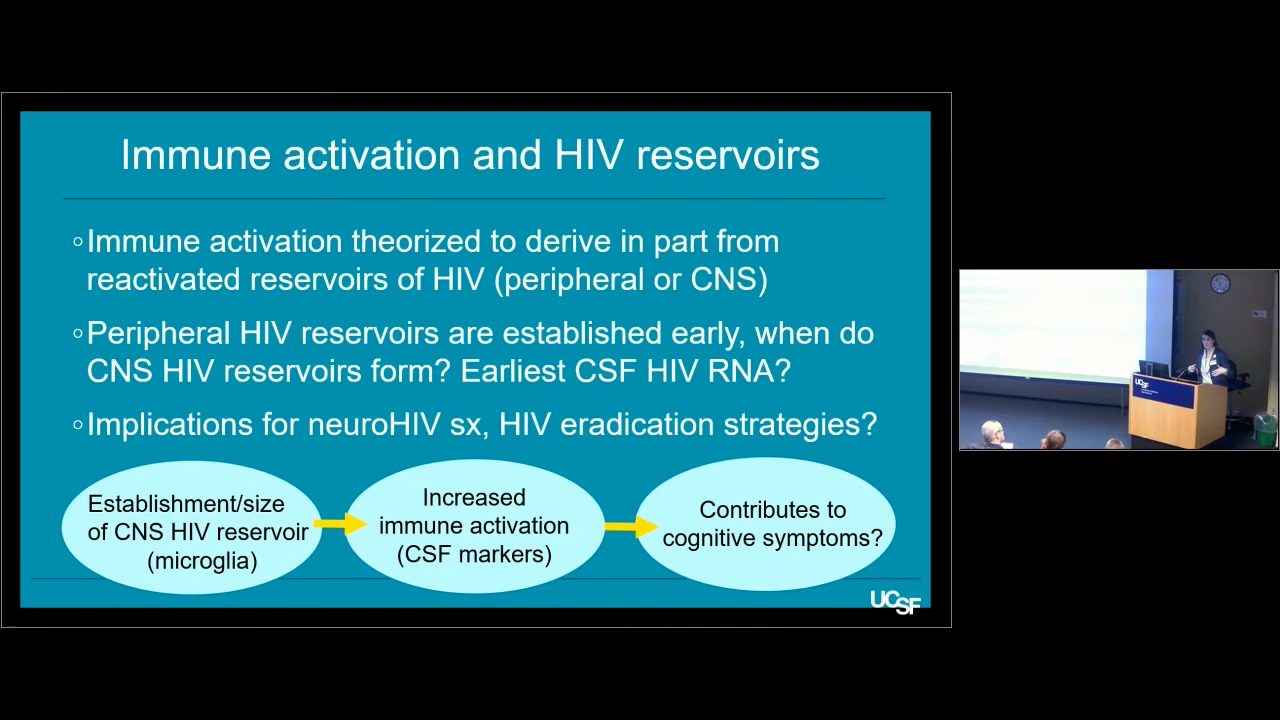 Immune activation and HIV reservoirs
◦Immune activation theorized to derive in part from
reactivated reservoirs of HIV (peripheral or CNS)
◦Peripheral HIV reservoirs are established early, when do
CNS HIV reservoirs form? Earliest CSF HIV RNA?
◦Implications for neuroHIV sx, HIV eradication strategies?
Establishment/size
of CNS HIV reservoir
(microglia)
Increased
immune activation
(CSF markers)
Contributes to
cognitive symptoms?
UCSF
UCSF